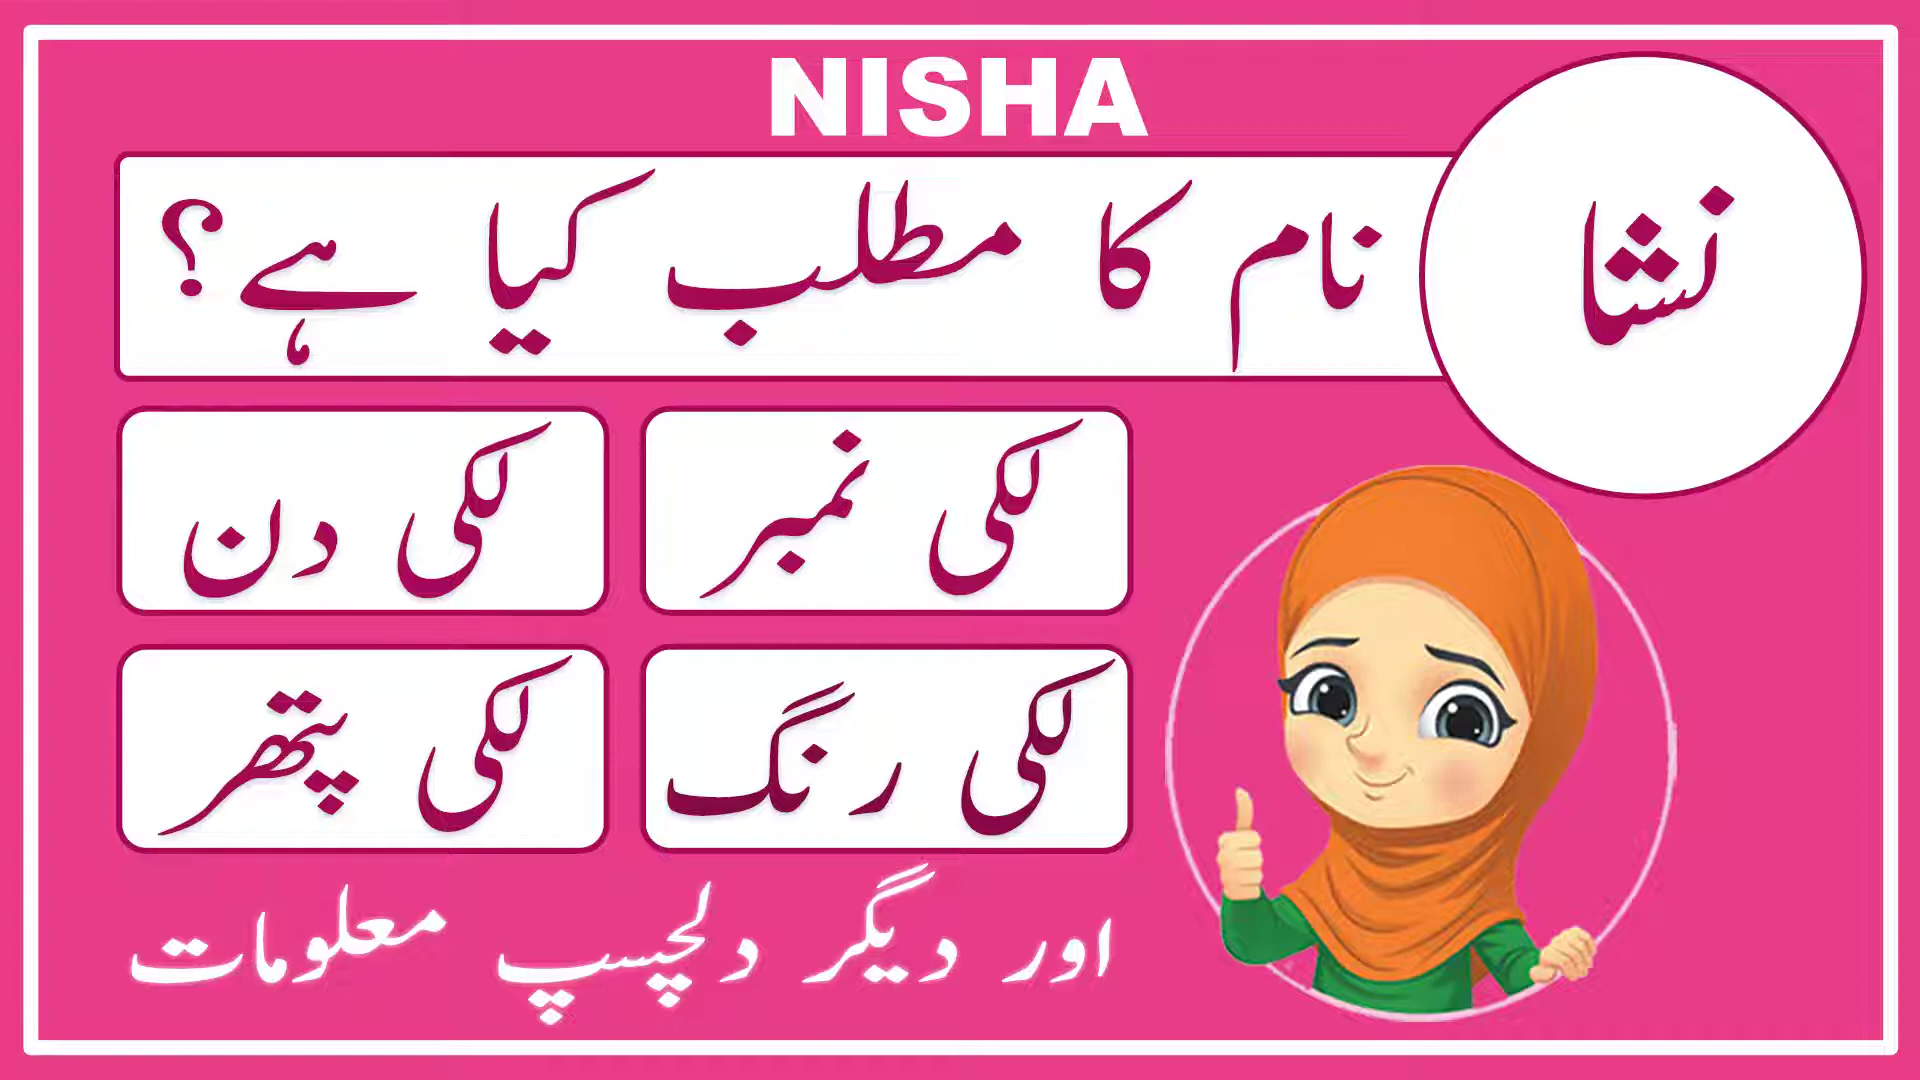 NISHA
نشا نام کا مطلب کیا ہے؟
لکی نمبر
لکی دن
لکی رنگ
لکی پتھر
اور دیگر دلچسپ معلومات